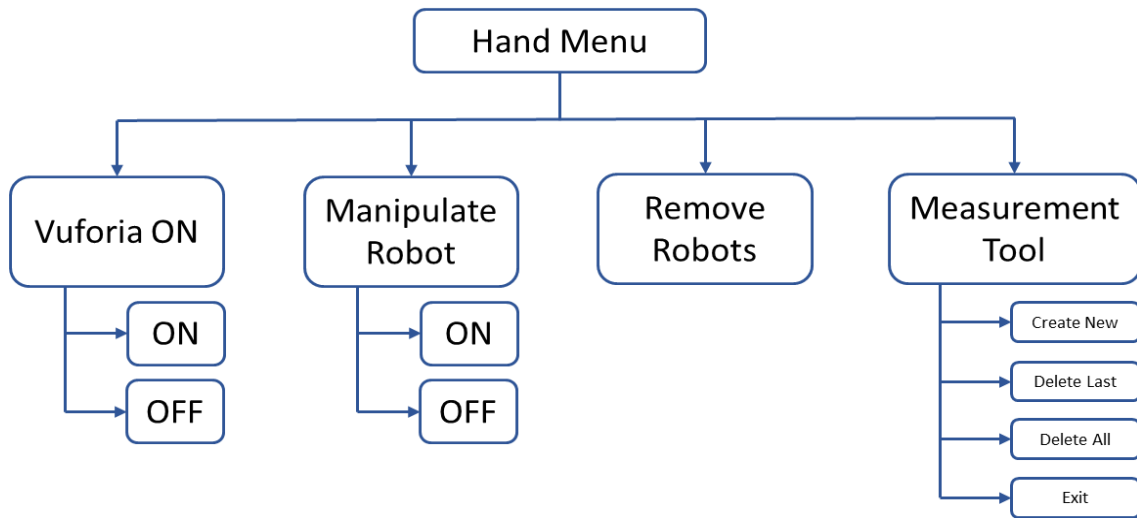 Hand Menu
Vuforia ON
ON
OFF
Manipulate
Robot
ON
OFF
Remove
Robots
Measurement
Tool
Create New
Delete Last
Delete All
Exit